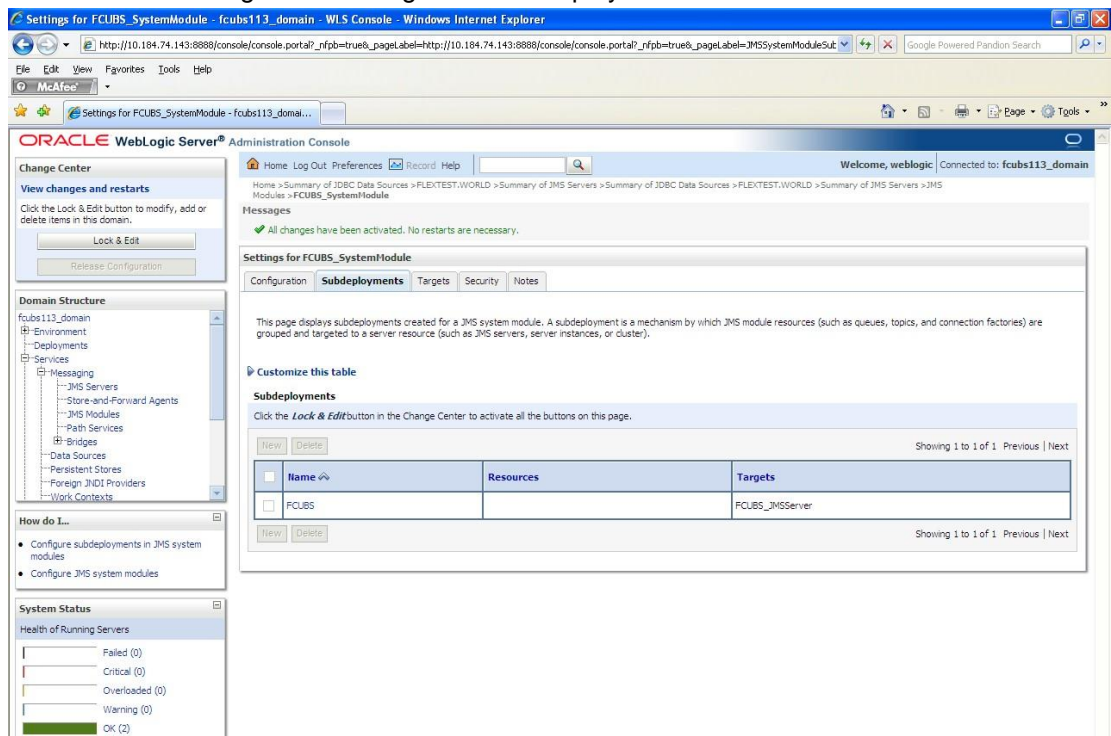 Settings for FCUBS_SystemModule - fcubs113_domain - WLS Console - Windows Internet Explorer
http://10.184.74.143:8888/console/console.portal?_nfpb=true&_pageLabel=http://10.184.74.143:8888/console/console.portal?_nfpb=true&_pageLabel=JMSSystemModuleSut
Google Powered Pandion Search
File Edit View Favorites Tools Help
McAfee
Settings for FCUBS_SystemModule - fcubs113_domai...
Page Tools
ORACLE WebLogic Server® Administration Console
Change Center
View changes and restarts
Click the Lock & Edit button to modify, add or
delete items in this domain.
Lock & Edit
Release Configuration
Domain Structure
fcubs113_domain
Environment
Deployments
Services
Messaging
JMS Servers
Store-and-Forward Agents
JMS Modules
Path Services
Bridges
Data Sources
Persistent Stores
Foreign JNDI Providers
Work Contexts
How do I...
Configure subdeployments in JMS system
modules
Configure JMS system modules
System Status
Health of Running Servers
Failed (0)
Critical (0)
Overloaded (0)
Warning (0)
OK (2)
Home Log Out Preferences Record Help
Welcome, weblogic Connected to: fcubs113_domain
Home >Summary of JDBC Data Sources >FLEXTEST.WORLD >Summary of JMS Servers >Summary of JDBC Data Sources >FLEXTEST.WORLD >Summary of JMS Servers >JMS
Modules >FCUBS_SystemModule
Messages
All changes have been activated. No restarts are necessary.
Settings for FCUBS_SystemModule
Configuration Subdeployments Targets Security Notes
This page displays subdeployments created for a JMS system module. A subdeployment is a mechanism by which JMS module resources (such as queues, topics, and connection factories) are
grouped and targeted to a server resource (such as JMS servers, server instances, or cluster).
Customize this table
Subdeployments
Click the Lock & Edit button in the Change Center to activate all the buttons on this page.
New Delete Showing 1 to 1 of 1 Previous | Next
Name Resources Targets
FCUBS FCUBS_JMSServer
New Delete Showing 1 to 1 of 1 Previous | Next